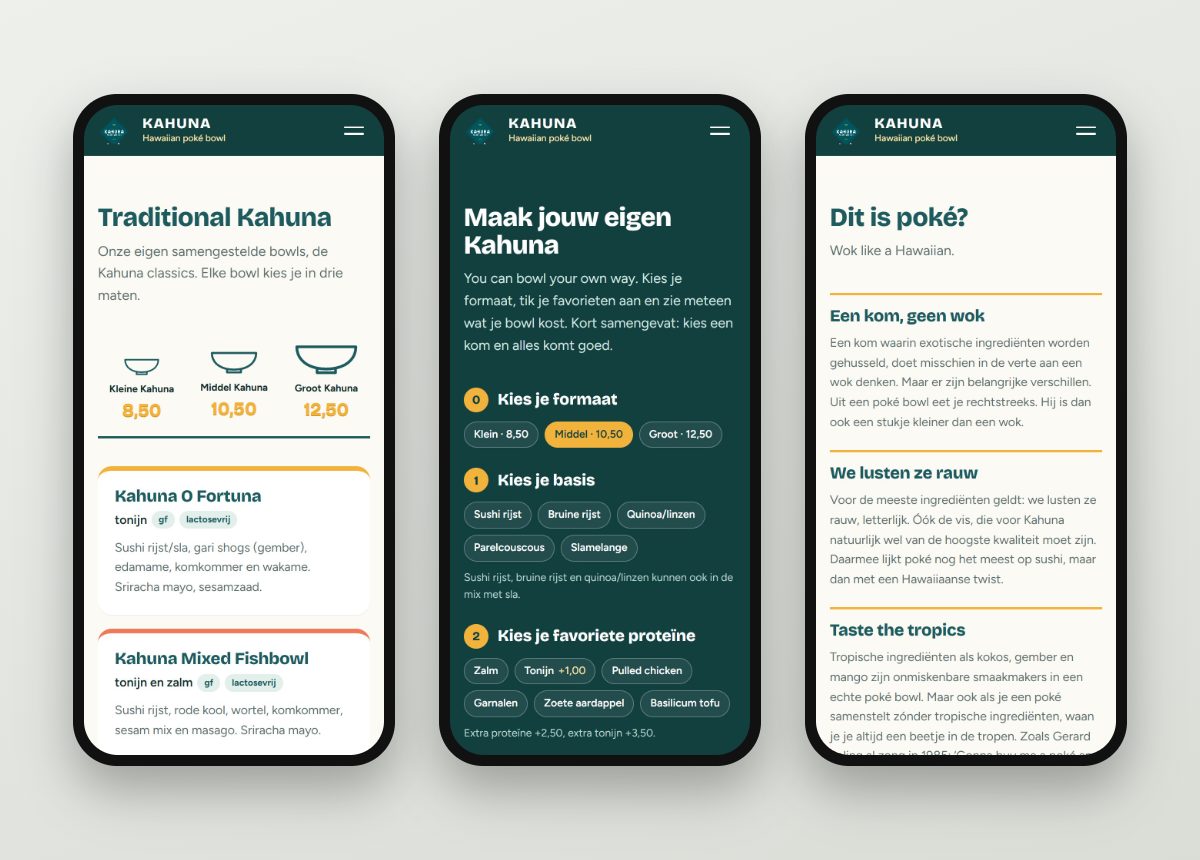 KAHUNA
Hawaiian poké bowl
Traditional Kahuna
Onze eigen samengestelde bowls, de
Kahuna classics. Elke bowl kies je in drie
maten.
Kleine Kahuna
8,50
Middel Kahuna
10,50
Groot Kahuna
12,50
Kahuna O Fortuna
tonijn gf lactosevrij
Sushi rijst/sla, gari shogs (gember),
edamame, komkommer en wakame.
Sriracha mayo, sesamzaad.
Kahuna Mixed Fishbowl
tonijn en zalm gf lactosevrij
Sushi rijst, rode kool, wortel, komkommer,
sesam mix en masago. Sriracha mayo.
KAHUNA
Hawaiian poké bowl
Maak jouw eigen
Kahuna
You can bowl your own way. Kies je
formaat, tik je favorieten aan en zie meteen
wat je bowl kost. Kort samengevat: kies een
kom en alles komt goed.
0 Kies je formaat
Klein · 8,50 Middel · 10,50 Groot · 12,50
1 Kies je basis
Sushi rijst Bruine rijst Quinoa/linzen
Parelcouscous Slamelange
Sushi rijst, bruine rijst en quinoa/linzen kunnen ook in de
mix met sla.
2 Kies je favoriete proteïne
Zalm Tonijn +1,00 Pulled chicken
Garnalen Zoete aardappel Basilicum tofu
Extra proteïne +2,50, extra tonijn +3,50.
KAHUNA
Hawaiian poké bowl
Dit is poké?
Wok like a Hawaiian.
Een kom, geen wok
Een kom waarin exotische ingrediënten worden
gehusseld, doet misschien in de verte aan een
wok denken. Maar er zijn belangrijke verschillen.
Uit een poké bowl eet je rechtstreeks. Hij is dan
ook een stukje kleiner dan een wok.
We lusten ze rauw
Voor de meeste ingrediënten geldt: we lusten ze
rauw, letterlijk. Óók de vis, die voor Kahuna
natuurlijk wel van de hoogste kwaliteit moet zijn.
Daarmee lijkt poké nog het meest op sushi, maar
dan met een Hawaiiaanse twist.
Taste the tropics
Tropische ingrediënten als kokos, gember en
mango zijn onmiskenbare smaakmakers in een
echte poké bowl. Maar ook als je een poké
samenstelt zónder tropische ingrediënten, waan
je je altijd een beetje in de tropen. Zoals Gerard